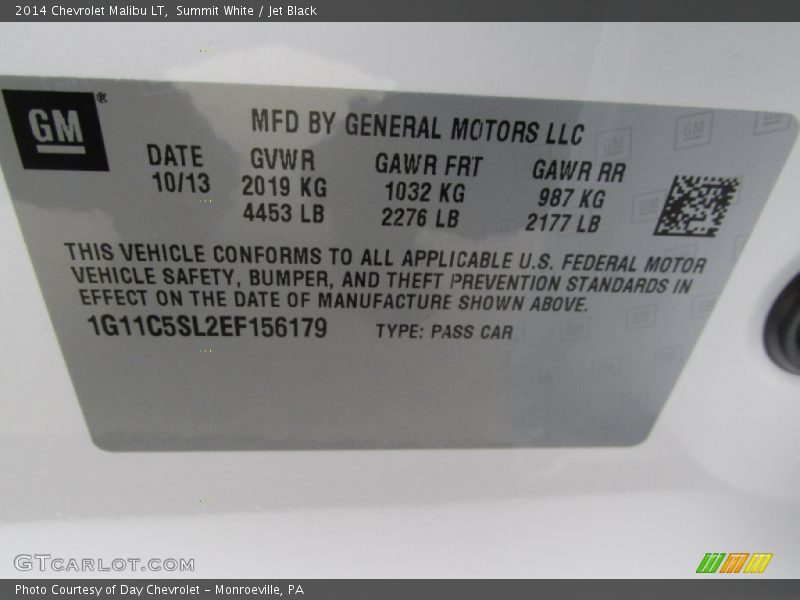 2014 Chevrolet Malibu LT, Summit White / Jet Black
GM®
MFD BY GENERAL MOTORS LLC
DATE GVWR GAWR FRT GAWR RR
10/13 2019 KG 1032 KG 987 KG
4453 LB 2276 LB 2177 LB
THIS VEHICLE CONFORMS TO ALL APPLICABLE U.S. FEDERAL MOTOR
VEHICLE SAFETY, BUMPER, AND THEFT PREVENTION STANDARDS IN
EFFECT ON THE DATE OF MANUFACTURE SHOWN ABOVE.
1G11C5SL2EF156179 TYPE: PASS CAR
GTCARLOT.COM
Photo Courtesy of Day Chevrolet - Monroeville, PA